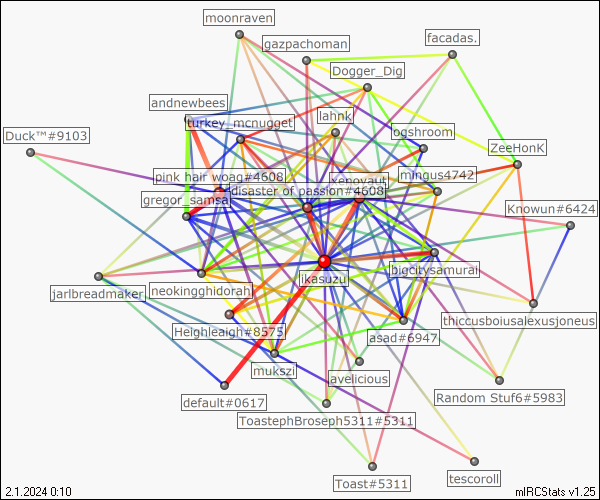 moonraven
gazpachoman
facadas.
Dogger_Dig
andnewbees
lahnk
turkey_mcnugget
ogshroom
Duck™#9103
ZeeHonK
pink hair woag#4608
xenovaut
mingus4742
disaster of passion#4608
gregor_samsa
Knowun#6424
bigcitysamurai
likasuzu
jarlbreadmaker
neokingghidorah
thiccusboiusalexusjoneus
Heighleaigh#8575
asad#6947
mukszi
avelicious
default#0617
Random Stuf6#5983
ToastephBroseph5311#5311
Toast#5311
tescoroll
2.1.2024 0:10
mIRCStats v1.25